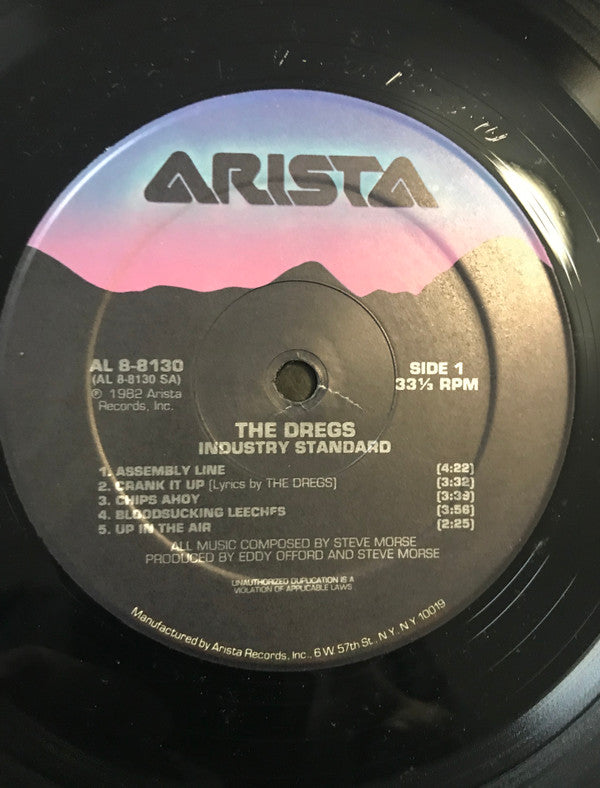 ARISTA
AL 8-8130
(AL 8-8130 SA)
℗ 1982 Arista
Records, Inc.
SIDE 1
33⅓ RPM
THE DREGS
INDUSTRY STANDARD
1. ASSEMBLY LINE [4:22]
2. CRANK IT UP [Lyrics by THE DREGS] [3:32]
3. CHIPS AHOY [3:39]
4. BLOODSUCKING LEECHES [3:56]
5. UP IN THE AIR [2:25]
ALL MUSIC COMPOSED BY STEVE MORSE
PRODUCED BY EDDY OFFORD AND STEVE MORSE
UNAUTHORIZED DUPLICATION IS A
VIOLATION OF APPLICABLE LAWS
Manufactured by Arista Records, Inc., 6 W. 57th St., N.Y. N.Y. 10019